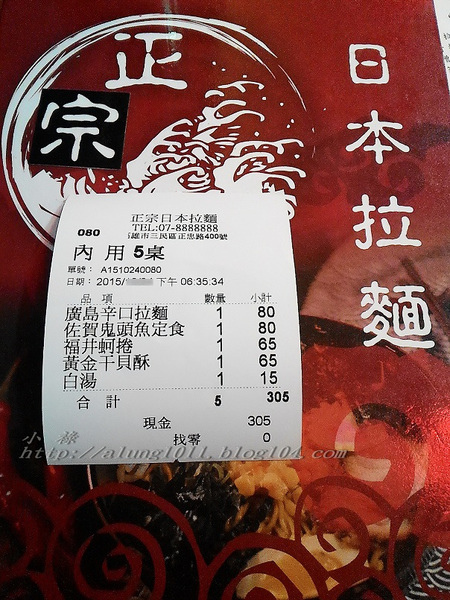 正宗
日本拉麵
正宗日本拉麵
080
TEL:07-8888888
雄市三民區正忠路400號
內用 5桌
單號： A1510240080
日期： 2015/ 下午 06:35:34
品 項 數量 小計
廣島辛口拉麵 1 80
佐賀鬼頭魚定食 1 80
福井蚵捲 1 65
黃金干貝酥 1 65
白湯 1 15
合 計 5 305
現金 305
找零 0
小祿
http://alung1011.blog104.com